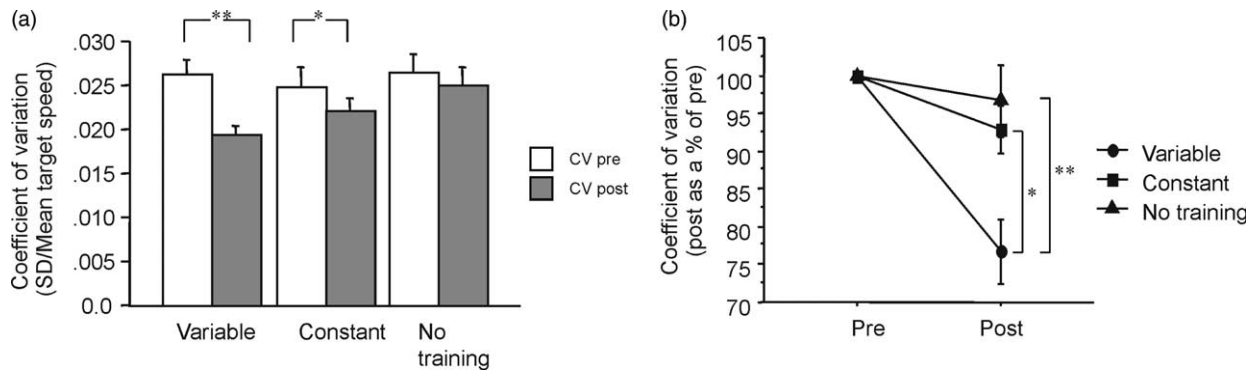 (a)
**
*
Coefficient of variation
(SD/Mean target speed)
.030
.025
.020
.015
.010
.005
0.0
Variable
Constant
No
training
CV pre
CV post
(b)
Coefficient of variation
(post as a % of pre)
105
100
95
90
85
80
75
70
Pre
Post
*
**
Variable
Constant
No training